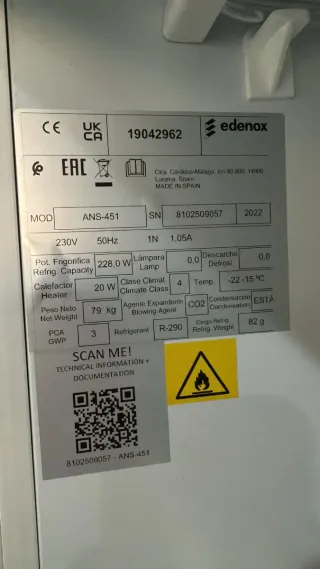 CE UK CA 19042962 edenox
EAC Ctra. Córdoba-Málaga, km 80.800, 14900
Lucena, Spain
MADE IN SPAIN
MOD ANS-451 SN 8102509057 2022
230V 50Hz 1N 1.05A
Pot. Frigorifica 228,0 W Lámpara 0.0 Descarche 0,0
Refrig. Capacity Lamp Defrost
Calefactor 20 W Clase Climat. 4 Temp. -22 -15 ºC
Heater Climate Class
Peso Neto 79 kg Agente Expandom CO2 Condensación ESTÁ
Net Weight Blowing Agent Condensation
PCA 3 Refrigerant R-290 Refrig. Weight 82 g
GWP
SCAN ME!
TECHNICAL INFORMATION +
DOCUMENTATION
8102509057 - ANS-451